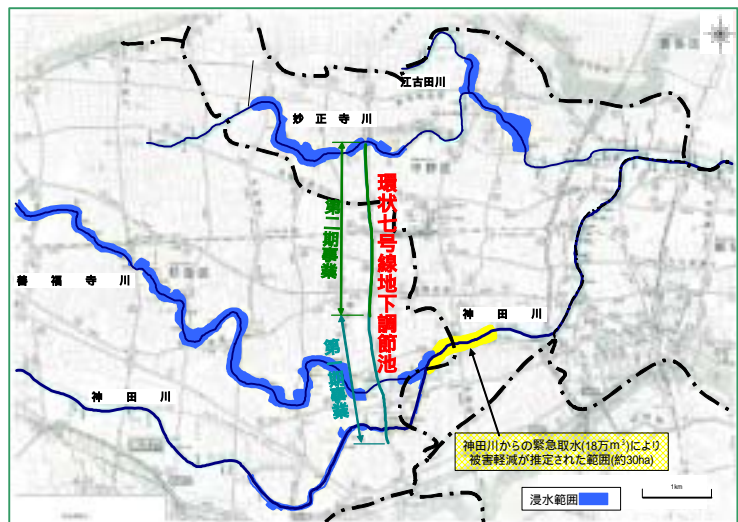 江古田川
妙正寺川
環状七号線地下調節池
第二期事業
善福寺川
神田川
第一期事業
神田川
神田川からの緊急取水(18万m³)により
被害軽減が推定された範囲(約30ha)
浸水範囲
1km